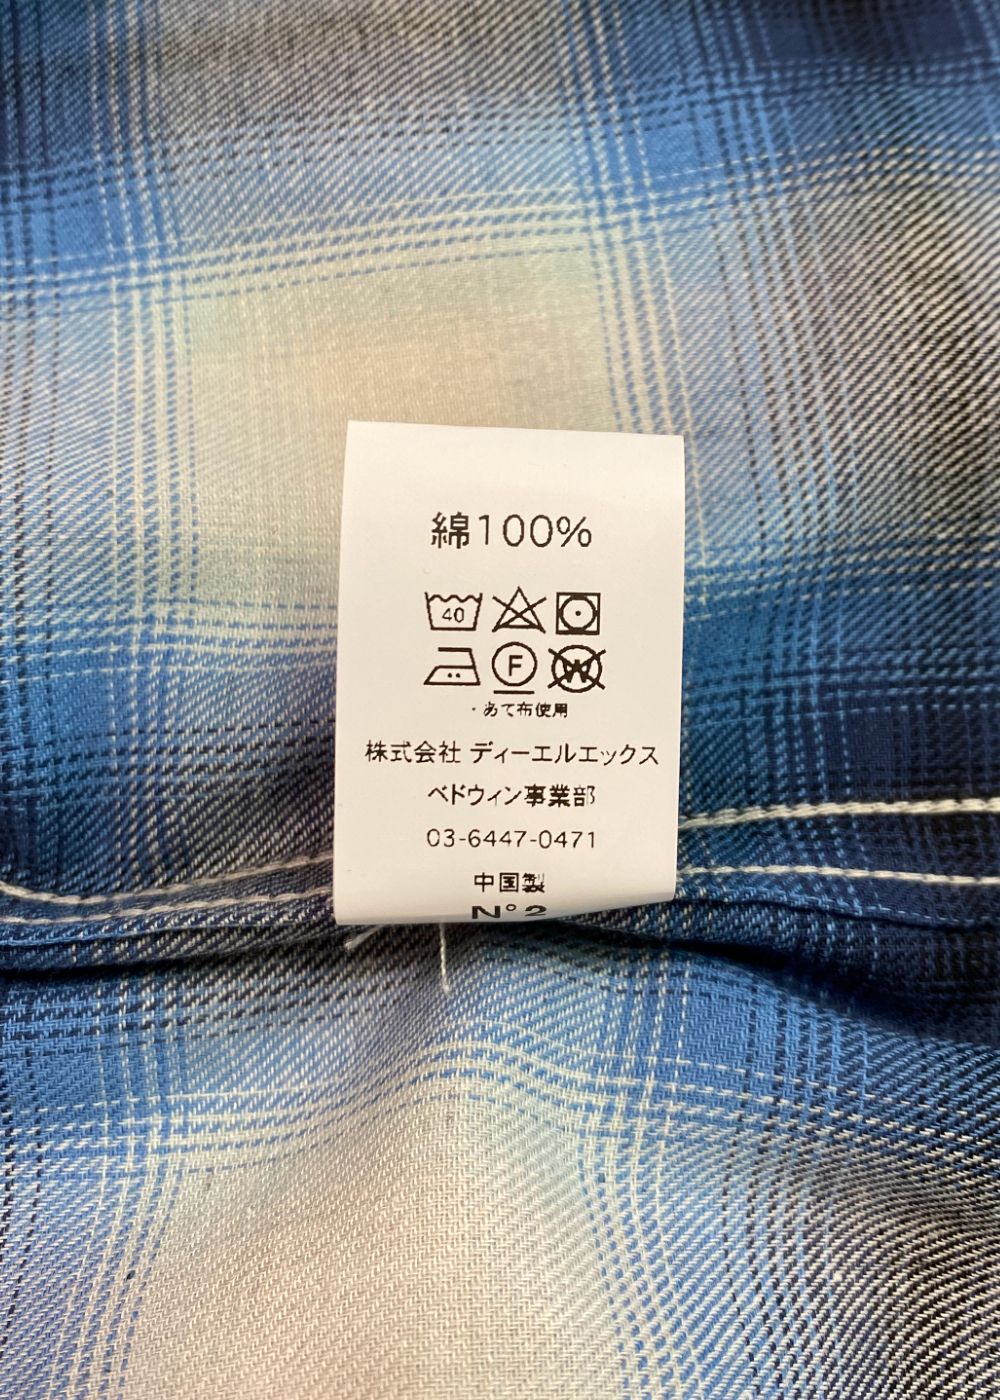 綿100%
40
F W
・あて布使用
株式会社 ディーエルエックス
ベドウィン事業部
03-6447-0471
中国製
N° 2